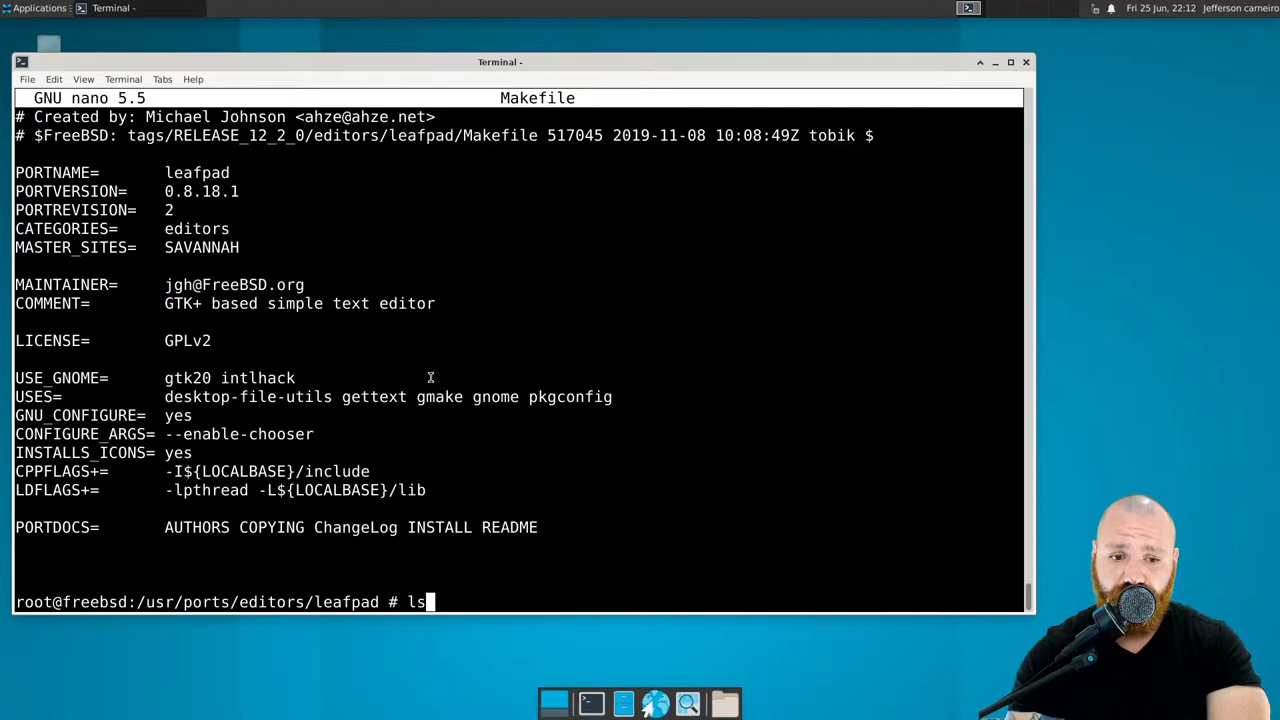 Applications
Terminal -
Fri 25 Jun, 22:12
Jefferson carneiro
Terminal -
File Edit View Terminal Tabs Help
GNU nano 5.5 Makefile
# Created by: Michael Johnson <ahze@ahze.net>
# $FreeBSD: tags/RELEASE_12_2_0/editors/leafpad/Makefile 517045 2019-11-08 10:08:49Z tobik $
PORTNAME= leafpad
PORTVERSION= 0.8.18.1
PORTREVISION= 2
CATEGORIES= editors
MASTER_SITES= SAVANNAH
MAINTAINER= jgh@FreeBSD.org
COMMENT= GTK+ based simple text editor
LICENSE= GPLv2
USE_GNOME= gtk20 intlhack
USES= desktop-file-utils gettext gmake gnome pkgconfig
GNU_CONFIGURE= yes
CONFIGURE_ARGS= --enable-chooser
INSTALLS_ICONS= yes
CPPFLAGS+= -I${LOCALBASE}/include
LDFLAGS+= -lpthread -L${LOCALBASE}/lib
PORTDOCS= AUTHORS COPYING ChangeLog INSTALL README
root@freebsd:/usr/ports/editors/leafpad # ls